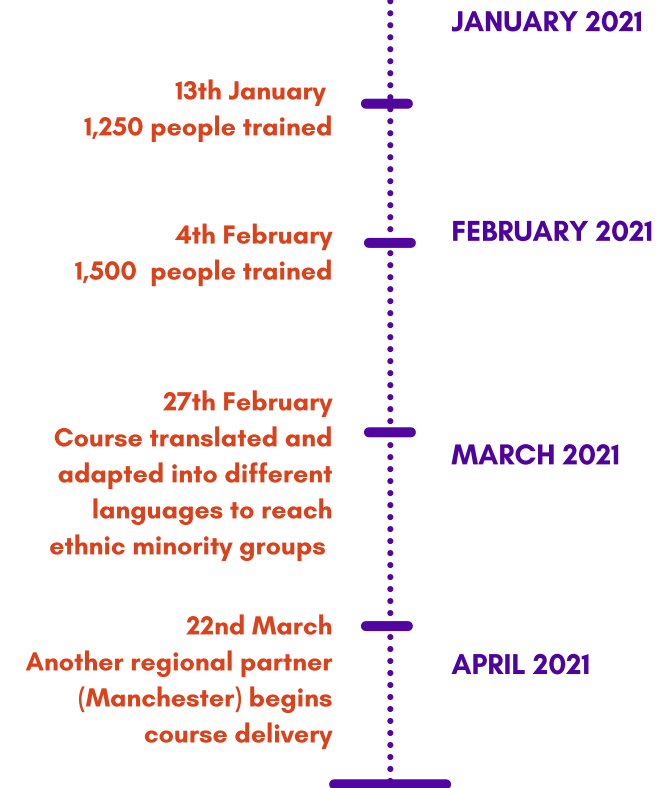 JANUARY 2021
13th January
1,250 people trained
FEBRUARY 2021
4th February
1,500 people trained
27th February
Course translated and
adapted into different
languages to reach
ethnic minority groups
MARCH 2021
22nd March
Another regional partner
(Manchester) begins
course delivery
APRIL 2021